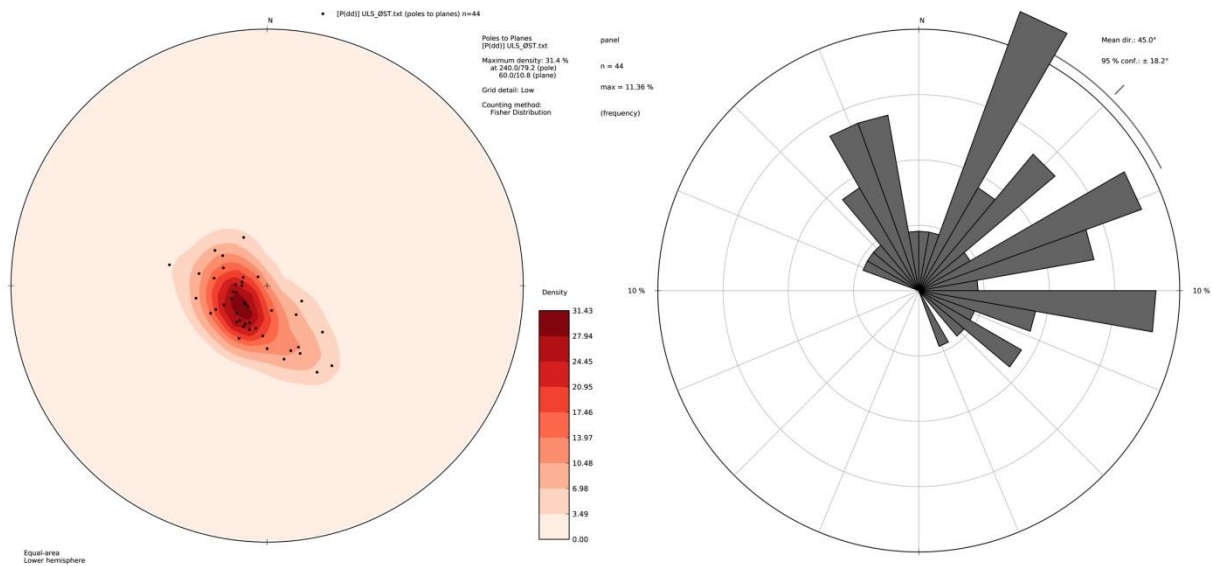 N
[P(dd)] ULS_ØST.txt (poles to planes) n=44
Poles to Planes
[P(dd)] ULS_ØST.txt
Maximum density: 31.4 %
at 240.0/79.2 (pole)
60.0/10.8 (plane)
Grid detail: Low
Counting method:
Fisher Distribution
Density
31.43
27.94
24.45
20.95
17.46
13.97
10.48
6.98
3.49
0.00
Equal-area
Lower hemisphere
panel
n = 44
max = 11.36 %
(frequency)
N
Mean dir.: 45.0°
95 % conf.: ± 18.2°
10 %
10 %